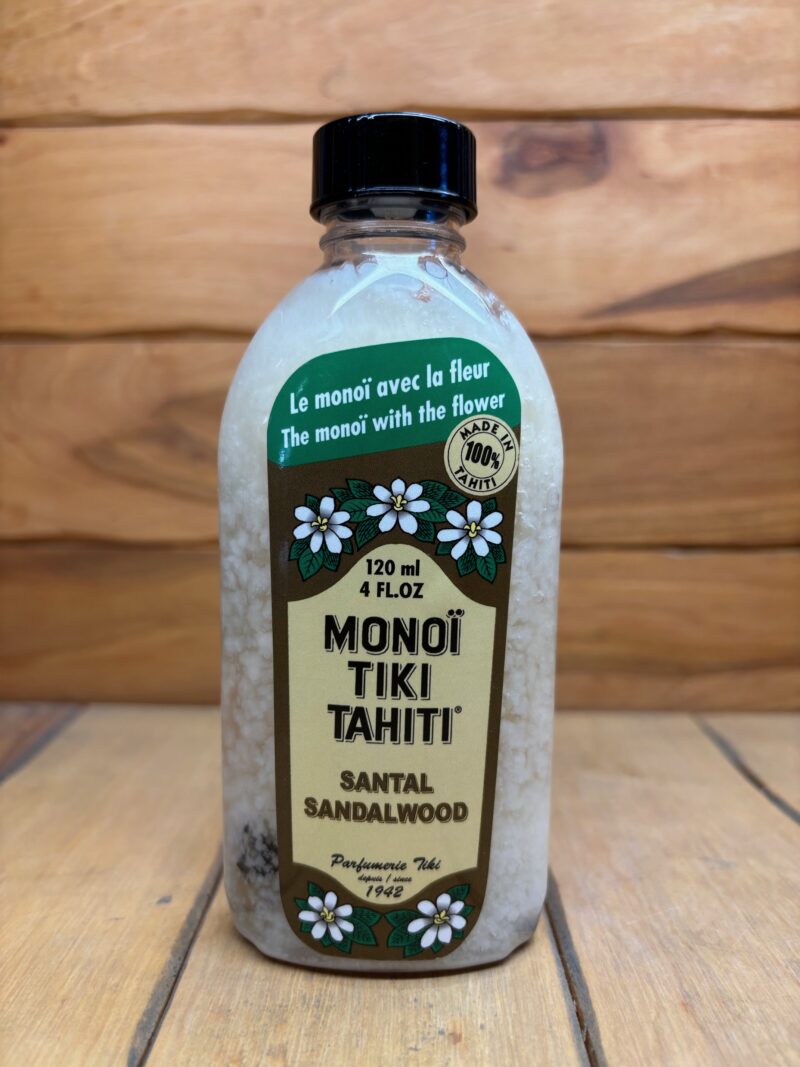 Le monoï avec la fleur
The monoï with the flower
MADE IN
100%
TAHITI
120 ml
4 FL.OZ
MONOÏ
TIKI
TAHITI®
SANTAL
SANDALWOOD
Parfumerie Tiki
depuis / since
1942